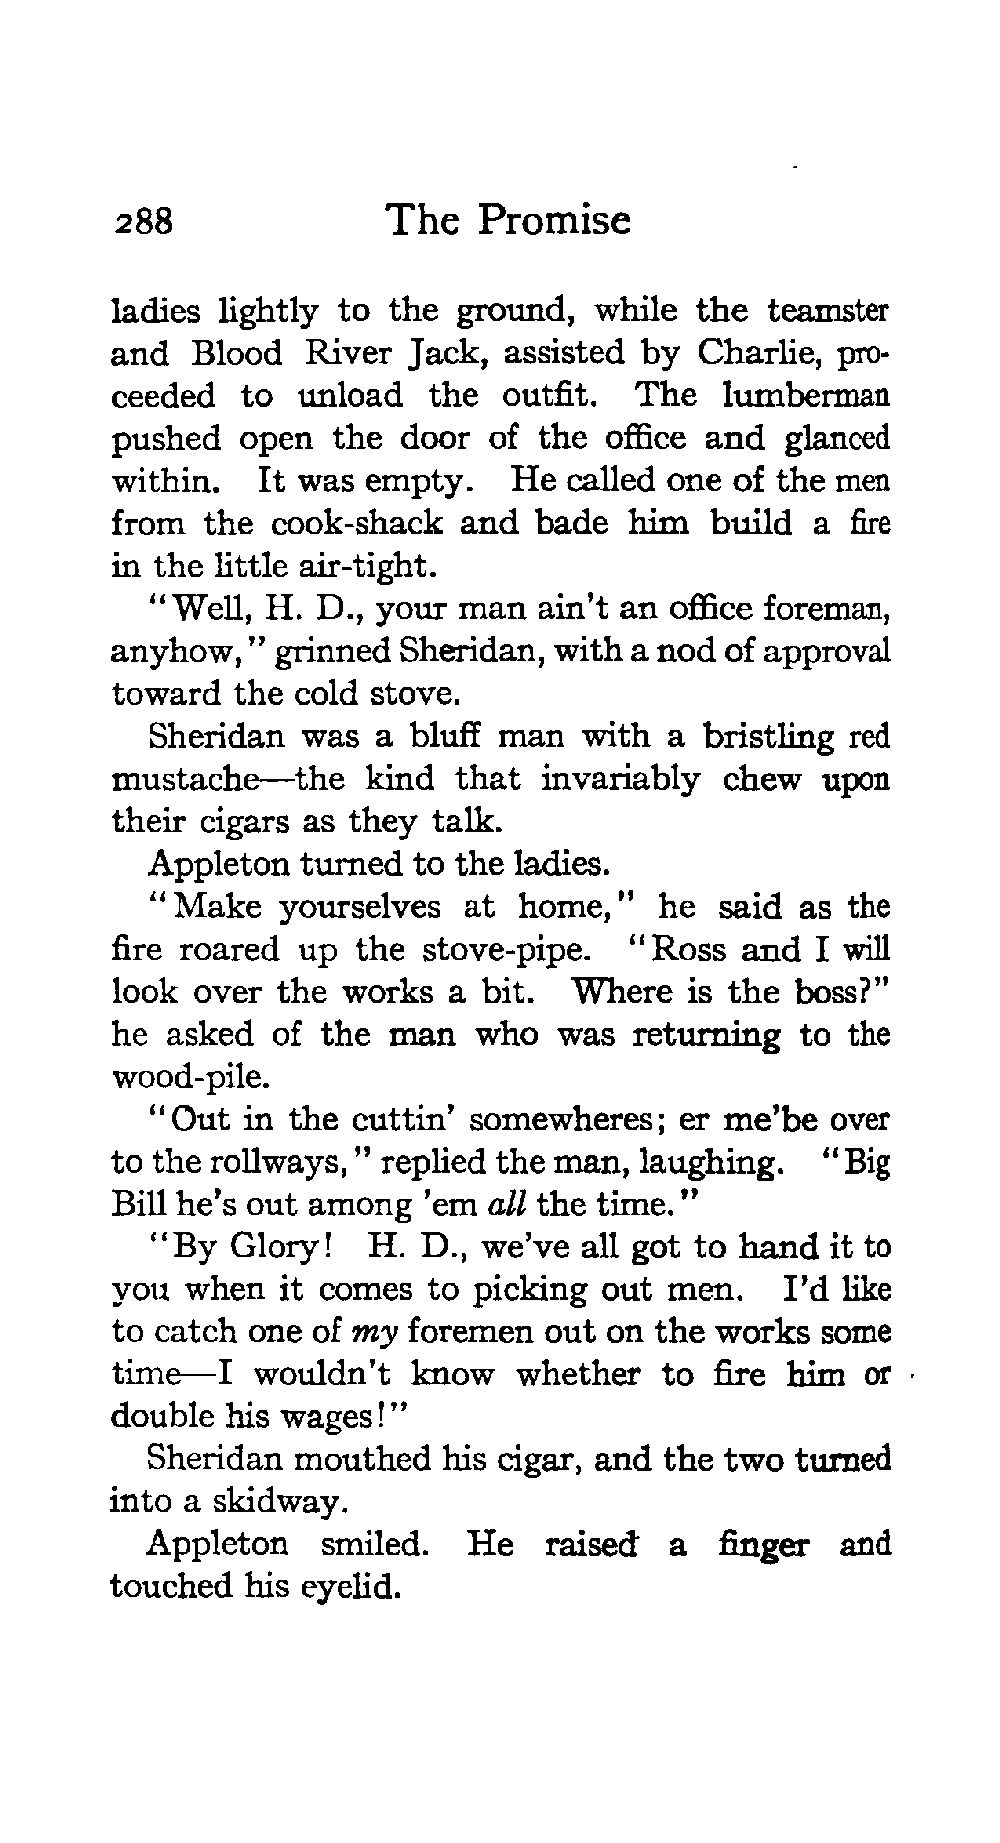 288 The Promise
ladies lightly to the ground, while the teamster
and Blood River Jack, assisted by Charlie, pro-
ceeded to unload the outfit. The lumberman
pushed open the door of the office and glanced
within. It was empty. He called one of the men
from the cook-shack and bade him build a fire
in the little air-tight.
"Well, H. D., your man ain't an office foreman,
anyhow," grinned Sheridan, with a nod of approval
toward the cold stove.
Sheridan was a bluff man with a bristling red
mustache—the kind that invariably chew upon
their cigars as they talk.
Appleton turned to the ladies.
"Make yourselves at home," he said as the
fire roared up the stove-pipe. "Ross and I will
look over the works a bit. Where is the boss?"
he asked of the man who was returning to the
wood-pile.
"Out in the cuttin' somewheres; er me'be over
to the rollways," replied the man, laughing. "Big
Bill he's out among 'em all the time."
"By Glory! H. D., we've all got to hand it to
you when it comes to picking out men. I'd like
to catch one of my foremen out on the works some
time—I wouldn't know whether to fire him or
double his wages!"
Sheridan mouthed his cigar, and the two turned
into a skidway.
Appleton smiled. He raised a finger and
touched his eyelid.